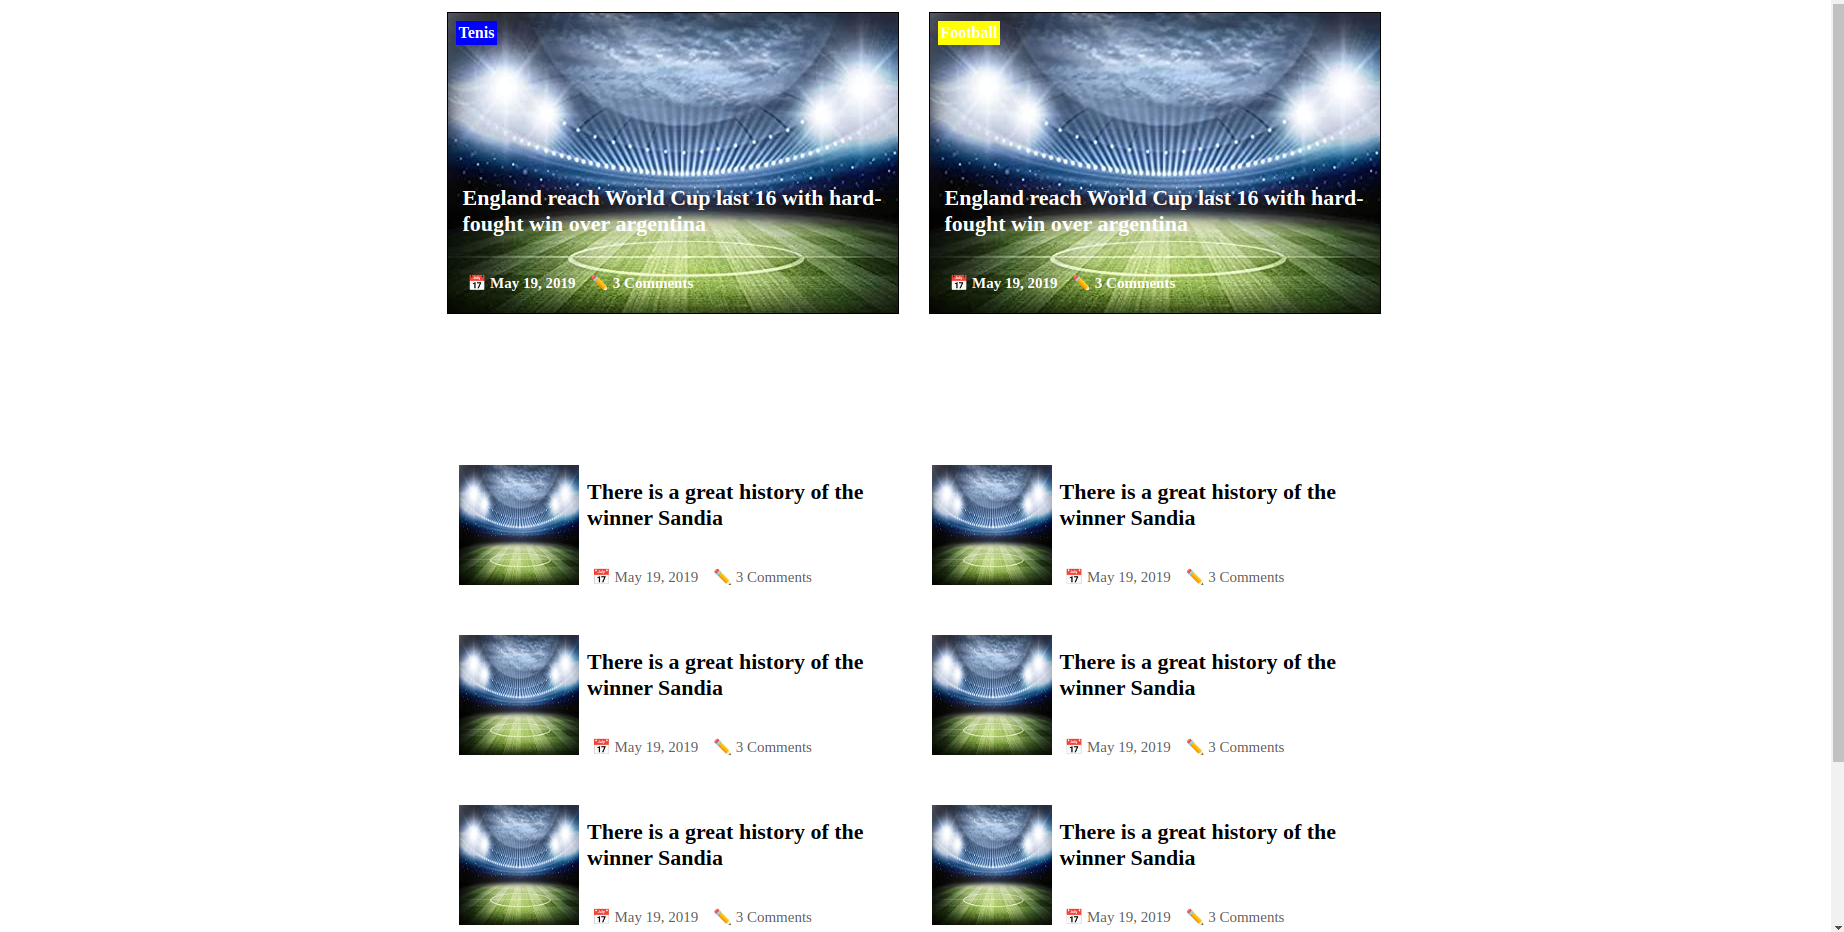 Tenis
England reach World Cup last 16 with hard-
fought win over argentina
📅 May 19, 2019 ✏️ 3 Comments
Football
England reach World Cup last 16 with hard-
fought win over argentina
📅 May 19, 2019 ✏️ 3 Comments
There is a great history of the
winner Sandia
📅 May 19, 2019 ✏️ 3 Comments
There is a great history of the
winner Sandia
📅 May 19, 2019 ✏️ 3 Comments
There is a great history of the
winner Sandia
📅 May 19, 2019 ✏️ 3 Comments
There is a great history of the
winner Sandia
📅 May 19, 2019 ✏️ 3 Comments
There is a great history of the
winner Sandia
📅 May 19, 2019 ✏️ 3 Comments
There is a great history of the
winner Sandia
📅 May 19, 2019 ✏️ 3 Comments